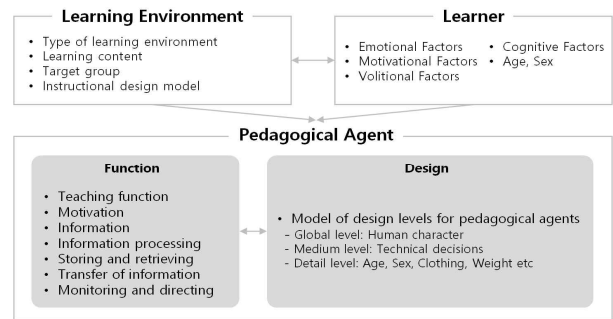 Learning Environment
• Type of learning environment
• Learning content
• Target group
• Instructional design model
Learner
• Emotional Factors
• Motivational Factors
• Volitional Factors
• Cognitive Factors
• Age, Sex
Pedagogical Agent
Function
• Teaching function
• Motivation
• Information
• Information processing
• Storing and retrieving
• Transfer of information
• Monitoring and directing
Design
• Model of design levels for pedagogical agents
- Global level: Human character
- Medium level: Technical decisions
- Detail level: Age, Sex, Clothing, Weight etc